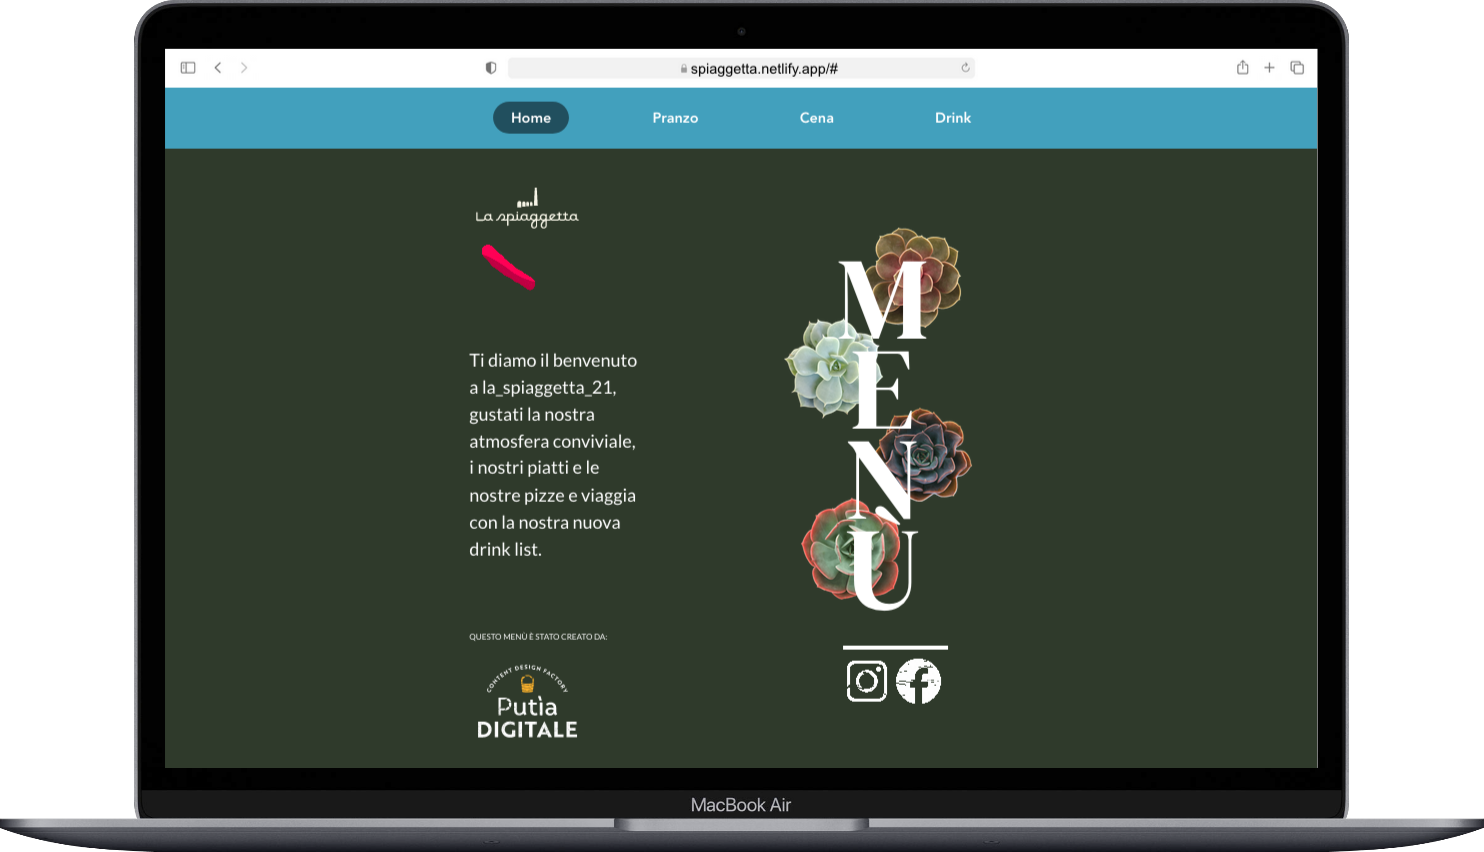 spiaggetta.netlify.app/#
Home
Pranzo
Cena
Drink
La spiaggetta
Ti diamo il benvenuto
a la_spiaggetta_21,
gustati la nostra
atmosfera conviviale,
i nostri piatti e le
nostre pizze e viaggia
con la nostra nuova
drink list.
QUESTO MENÙ È STATO CREATO DA:
CONTENT DESIGN FACTORY
Putìa
DIGITALE
M
E
N
Ù
MacBook Air